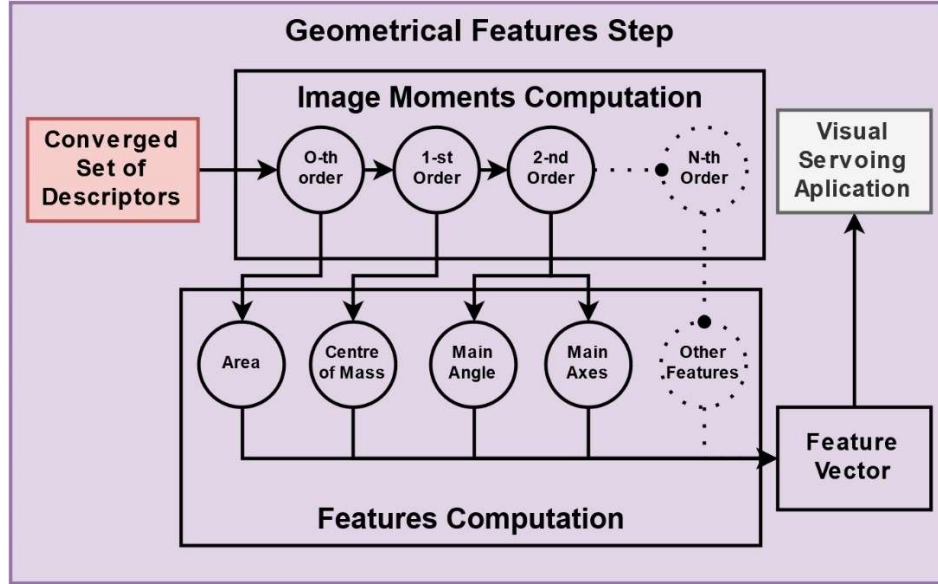 Geometrical Features Step
Image Moments Computation
Converged
Set of
Descriptors
O-th
order
1-st
Order
2-nd
Order
N-th
Order
Visual
Servoing
Aplication
Area
Centre
of Mass
Main
Angle
Main
Axes
Other
Features
Feature
Vector
Features Computation